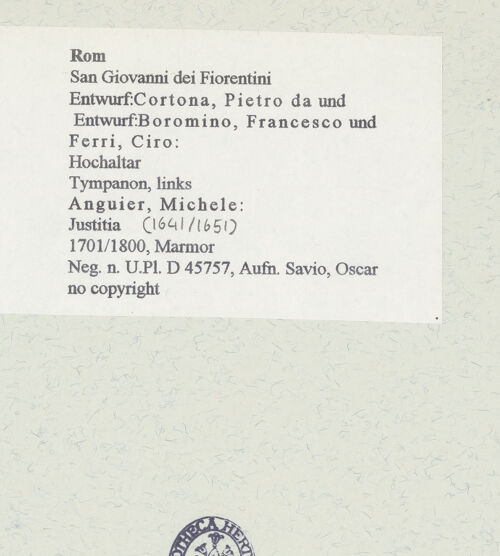 Rom
San Giovanni dei Fiorentini
Entwurf:Cortona, Pietro da und
Entwurf:Boromino, Francesco und
Ferri, Ciro:
Hochaltar
Tympanon, links
Anguier, Michele:
Justitia (1641/1651)
1701/1800, Marmor
Neg. n. U.Pl. D 45757, Aufn. Savio, Oscar
no copyright